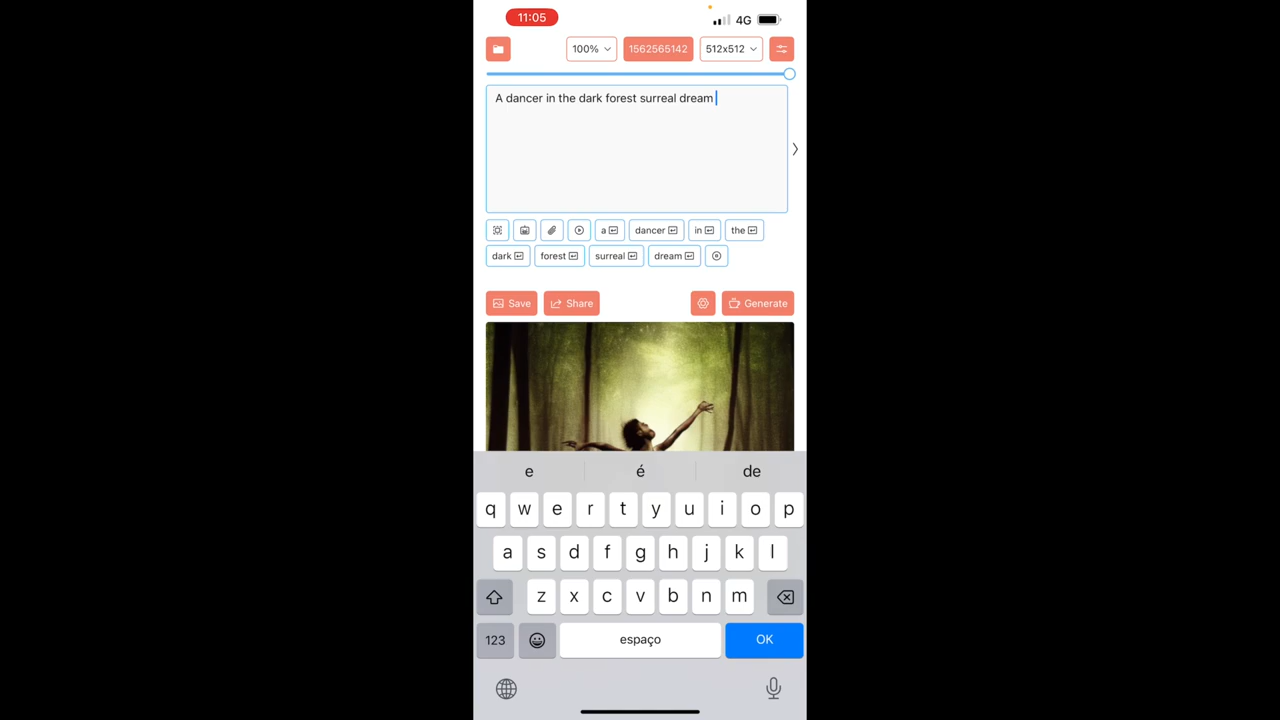 11:05 4G
100% 1562565142 512x512
A dancer in the dark forest surreal dream
a dancer in the
dark forest surreal dream
Save Share Generate
e é de
q w e r t y u i o p
a s d f g h j k l
z x c v b n m
123 espaço OK